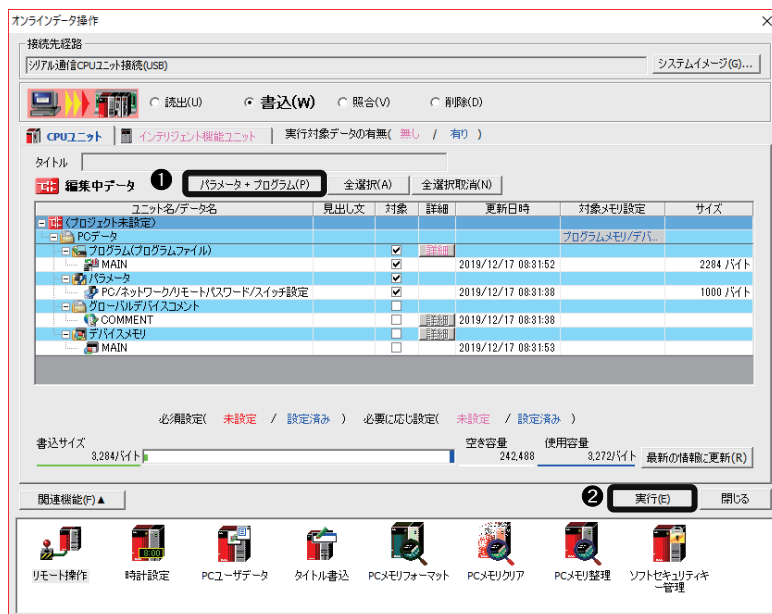 オンラインデータ操作
接続先経路
シリアル通信CPUユニット接続(USB)
システムイメージ(G)...
読出(U) 書込(W) 照合(V) 削除(D)
CPUユニット インテリジェント機能ユニット 実行対象データの有無( 無し / 有り )
タイトル
編集中データ ❶ パラメータ+プログラム(P) 全選択(A) 全選択取消(N)
ユニット名/データ名 見出し文 対象 詳細 更新日時 対象メモリ設定 サイズ
(プロジェクト未設定)
PCデータ プログラムメモリ/デバ...
プログラム(プログラムファイル) 詳細
MAIN 2019/12/17 08:31:52 2284 バイト
パラメータ
PC/ネットワーク/リモートパスワード/スイッチ設定 2019/12/17 08:31:38 1000 バイト
グローバルデバイスコメント
COMMENT 詳細 2019/12/17 08:31:38
デバイスメモリ 詳細
MAIN 2019/12/17 08:31:53
必須設定( 未設定 / 設定済み ) 必要に応じ設定( 未設定 / 設定済み )
書込サイズ 空き容量 使用容量
3,284バイト 242,488 3,272バイト 最新の情報に更新(R)
関連機能(F)▲ ❷ 実行(E) 閉じる
8:00
リモート操作 時計設定 PCユーザデータ タイトル書込 PCメモリフォーマット PCメモリクリア PCメモリ整理 ソフトセキュリティキ
ー管理